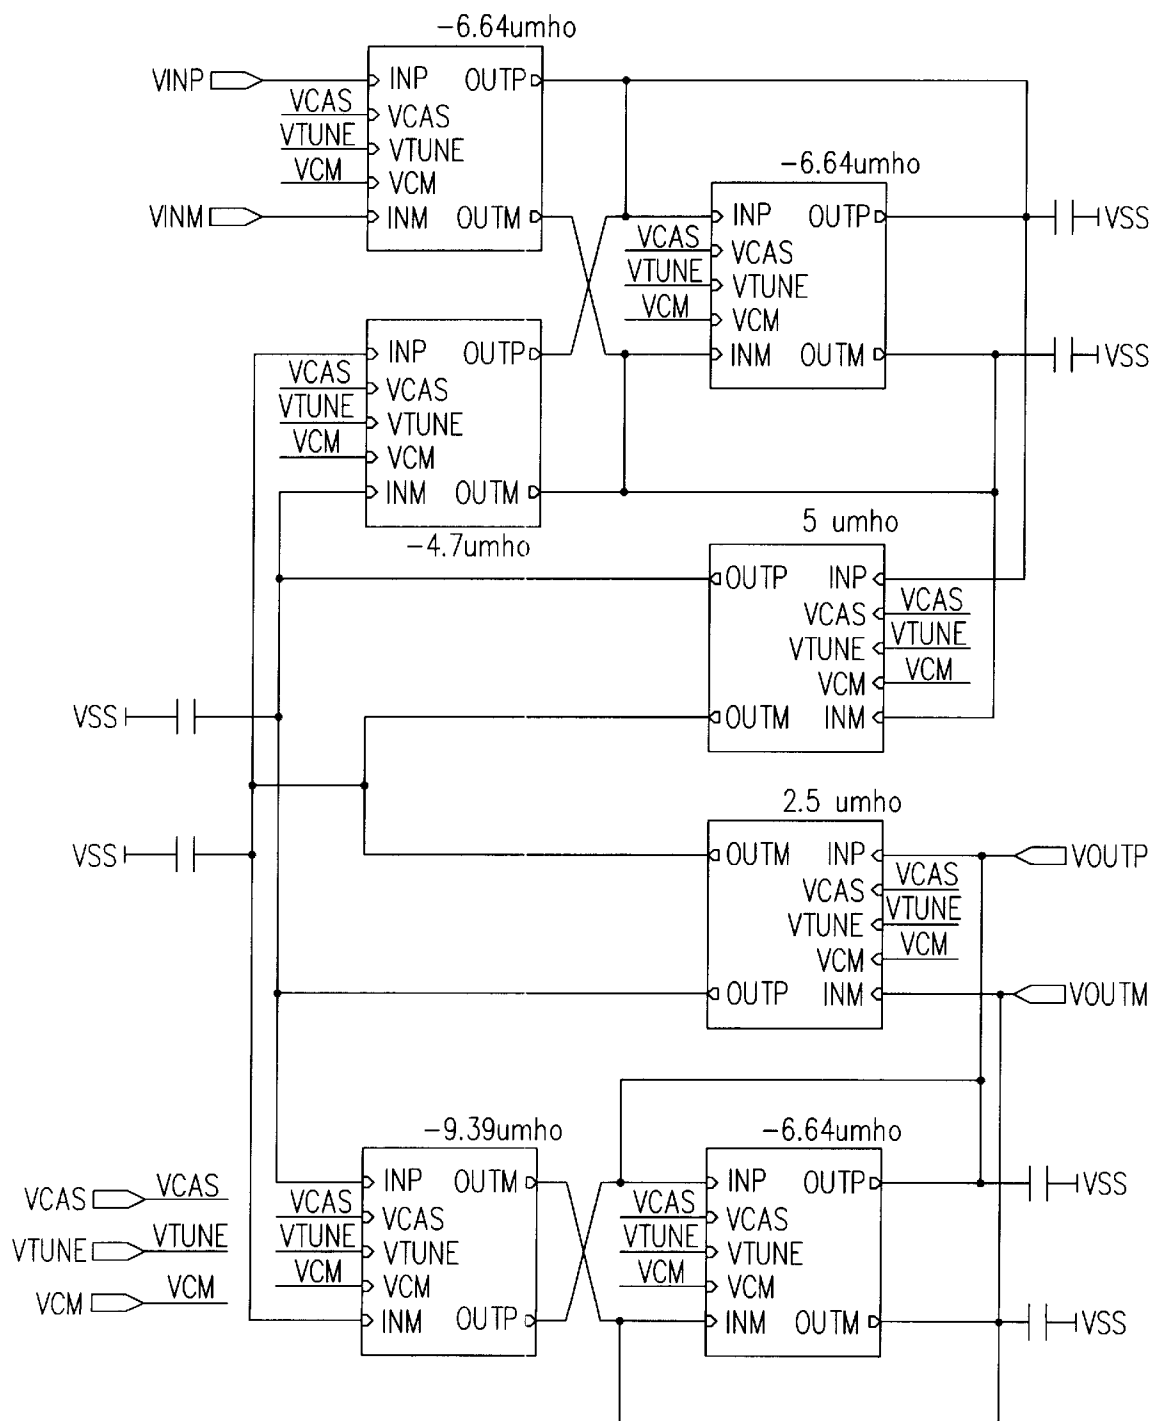 -6.64umho
VINP
INP OUTP
VCAS
VCAS
VTUNE
VTUNE
VCM
VCM
VINM
INM OUTM
-6.64umho
INP OUTP
VSS
VCAS
VCAS
VTUNE
VTUNE
VCM
VCM
INM OUTM
VSS
INP OUTP
VCAS
VCAS
VTUNE
VTUNE
VCM
VCM
INM OUTM
-4.7umho
5 umho
OUTP INP
VCAS
VCAS
VTUNE
VTUNE
VCM
VCM
OUTM INM
VSS
2.5 umho
VSS
OUTM INP
VOUTP
VCAS
VCAS
VTUNE
VTUNE
VCM
VCM
OUTP INM
VOUTM
-9.39umho
INP OUTM
VCAS
VCAS
VTUNE
VTUNE
VCM
VCM
INM OUTP
-6.64umho
INP OUTP
VSS
VCAS
VCAS
VTUNE
VTUNE
VCM
VCM
INM OUTM
VSS
VCAS VCAS
VTUNE VTUNE
VCM VCM